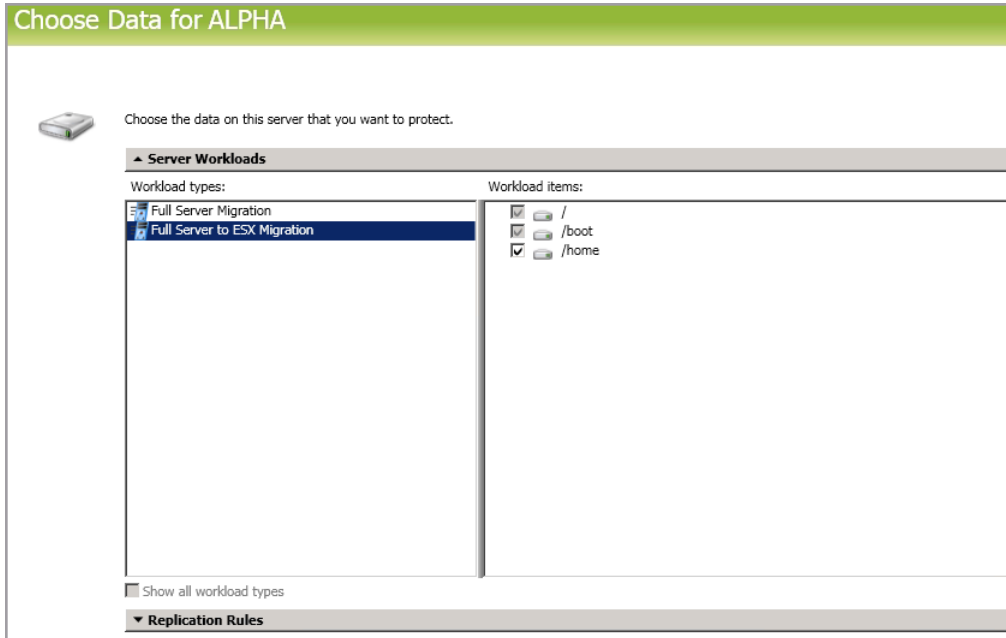 Choose Data for ALPHA
Choose the data on this server that you want to protect.
Server Workloads
Workload types:
Workload items:
Full Server Migration
Full Server to ESX Migration
/
/boot
/home
Show all workload types
Replication Rules